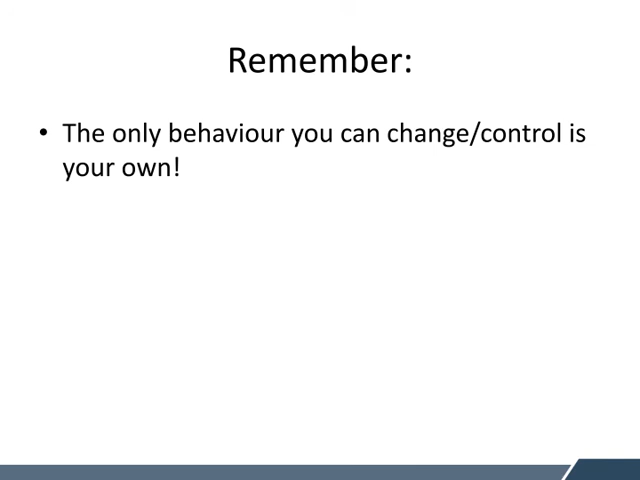 Remember:
• The only behaviour you can change/control is
your own!